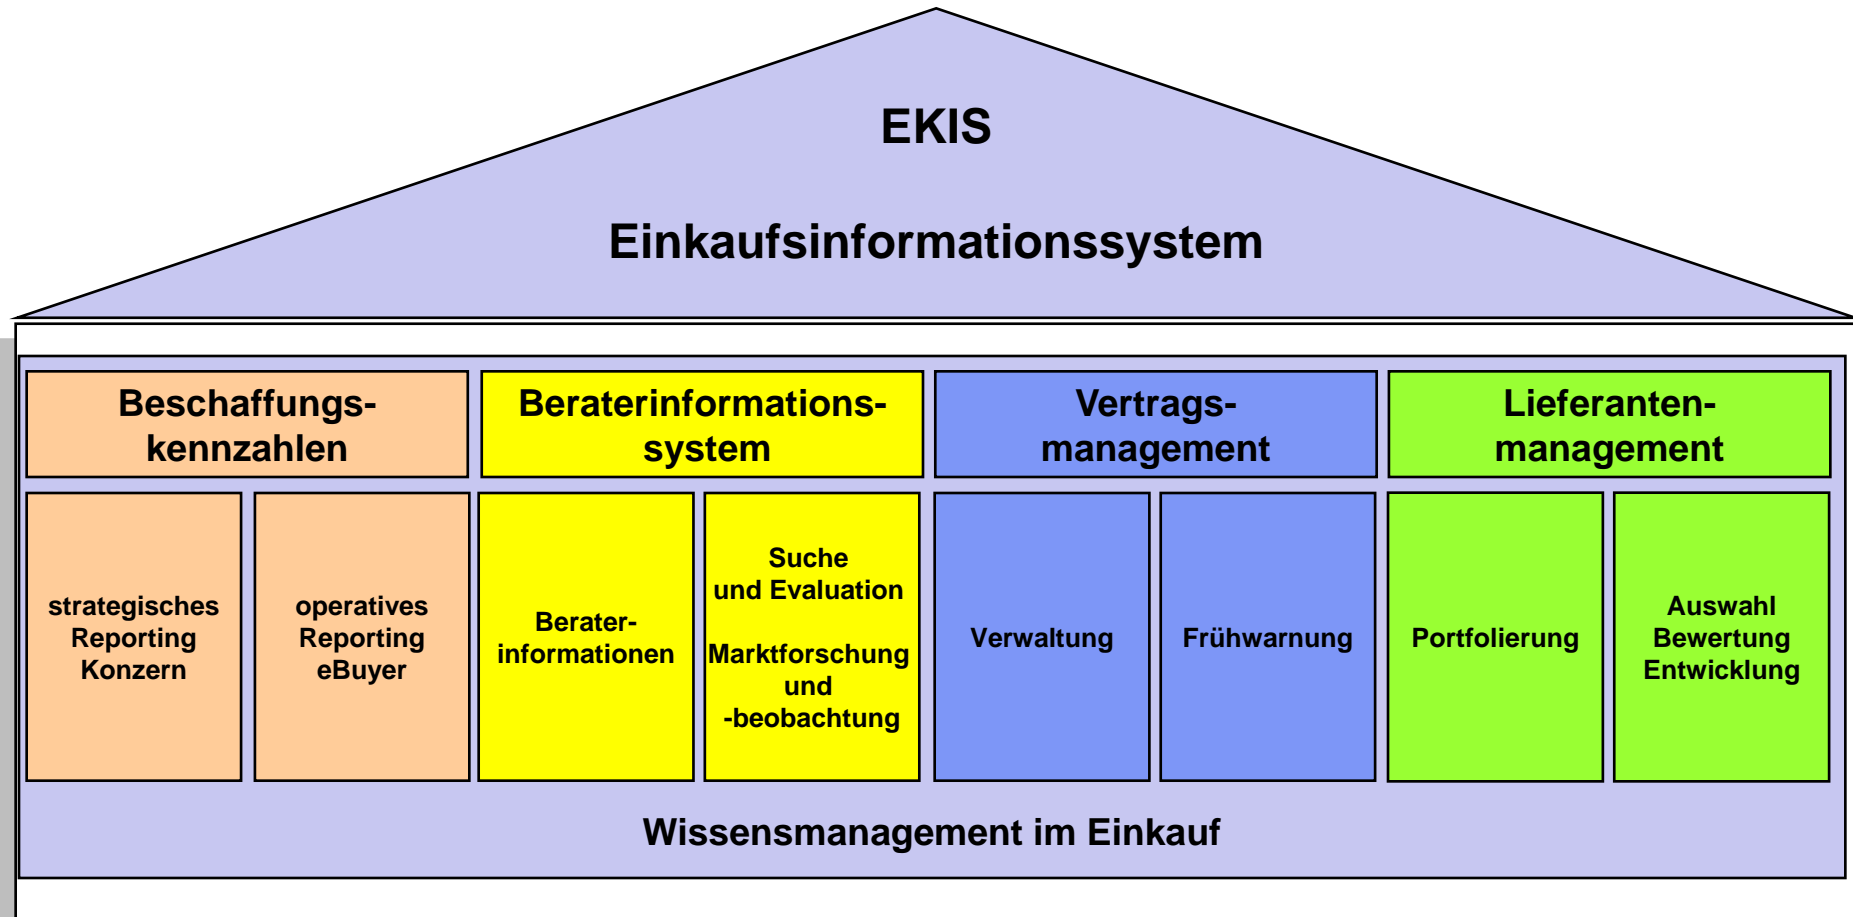 EKIS
Einkaufsinformationssystem
Beschaffungs-
kennzahlen
Beraterinformations-
system
Vertrags-
management
Lieferanten-
management
strategisches
Reporting
Konzern
operatives
Reporting
eBuyer
Berater-
informationen
Suche
und Evaluation
Marktforschung
und
-beobachtung
Verwaltung
Frühwarnung
Portfolierung
Auswahl
Bewertung
Entwicklung
Wissensmanagement im Einkauf